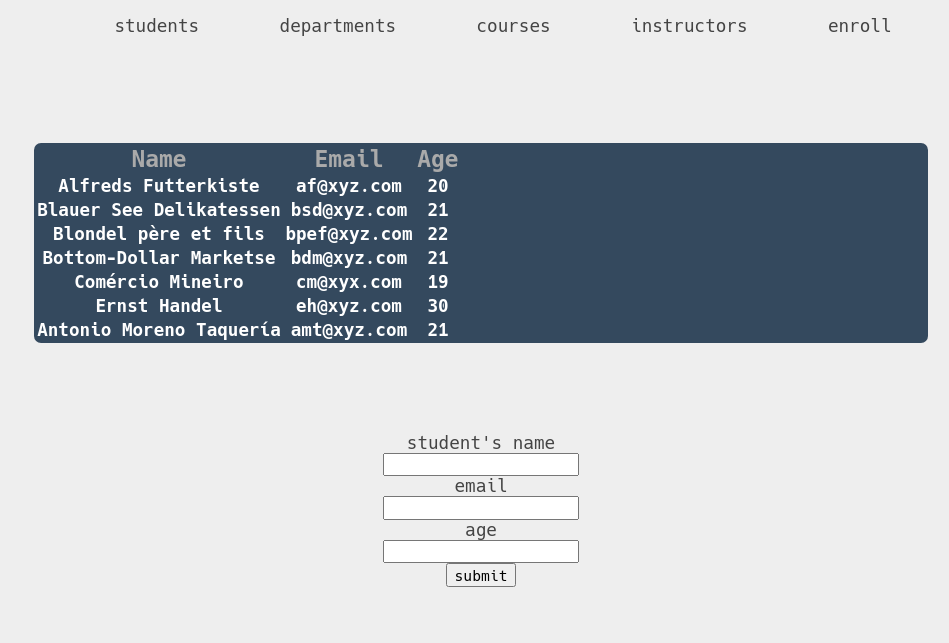 students departments courses instructors enroll
Name Email Age
Alfreds Futterkiste af@xyz.com 20
Blauer See Delikatessen bsd@xyz.com 21
Blondel père et fils bpef@xyz.com 22
Bottom-Dollar Marketse bdm@xyz.com 21
Comércio Mineiro cm@xyx.com 19
Ernst Handel eh@xyz.com 30
Antonio Moreno Taquería amt@xyz.com 21
student's name
email
age
submit